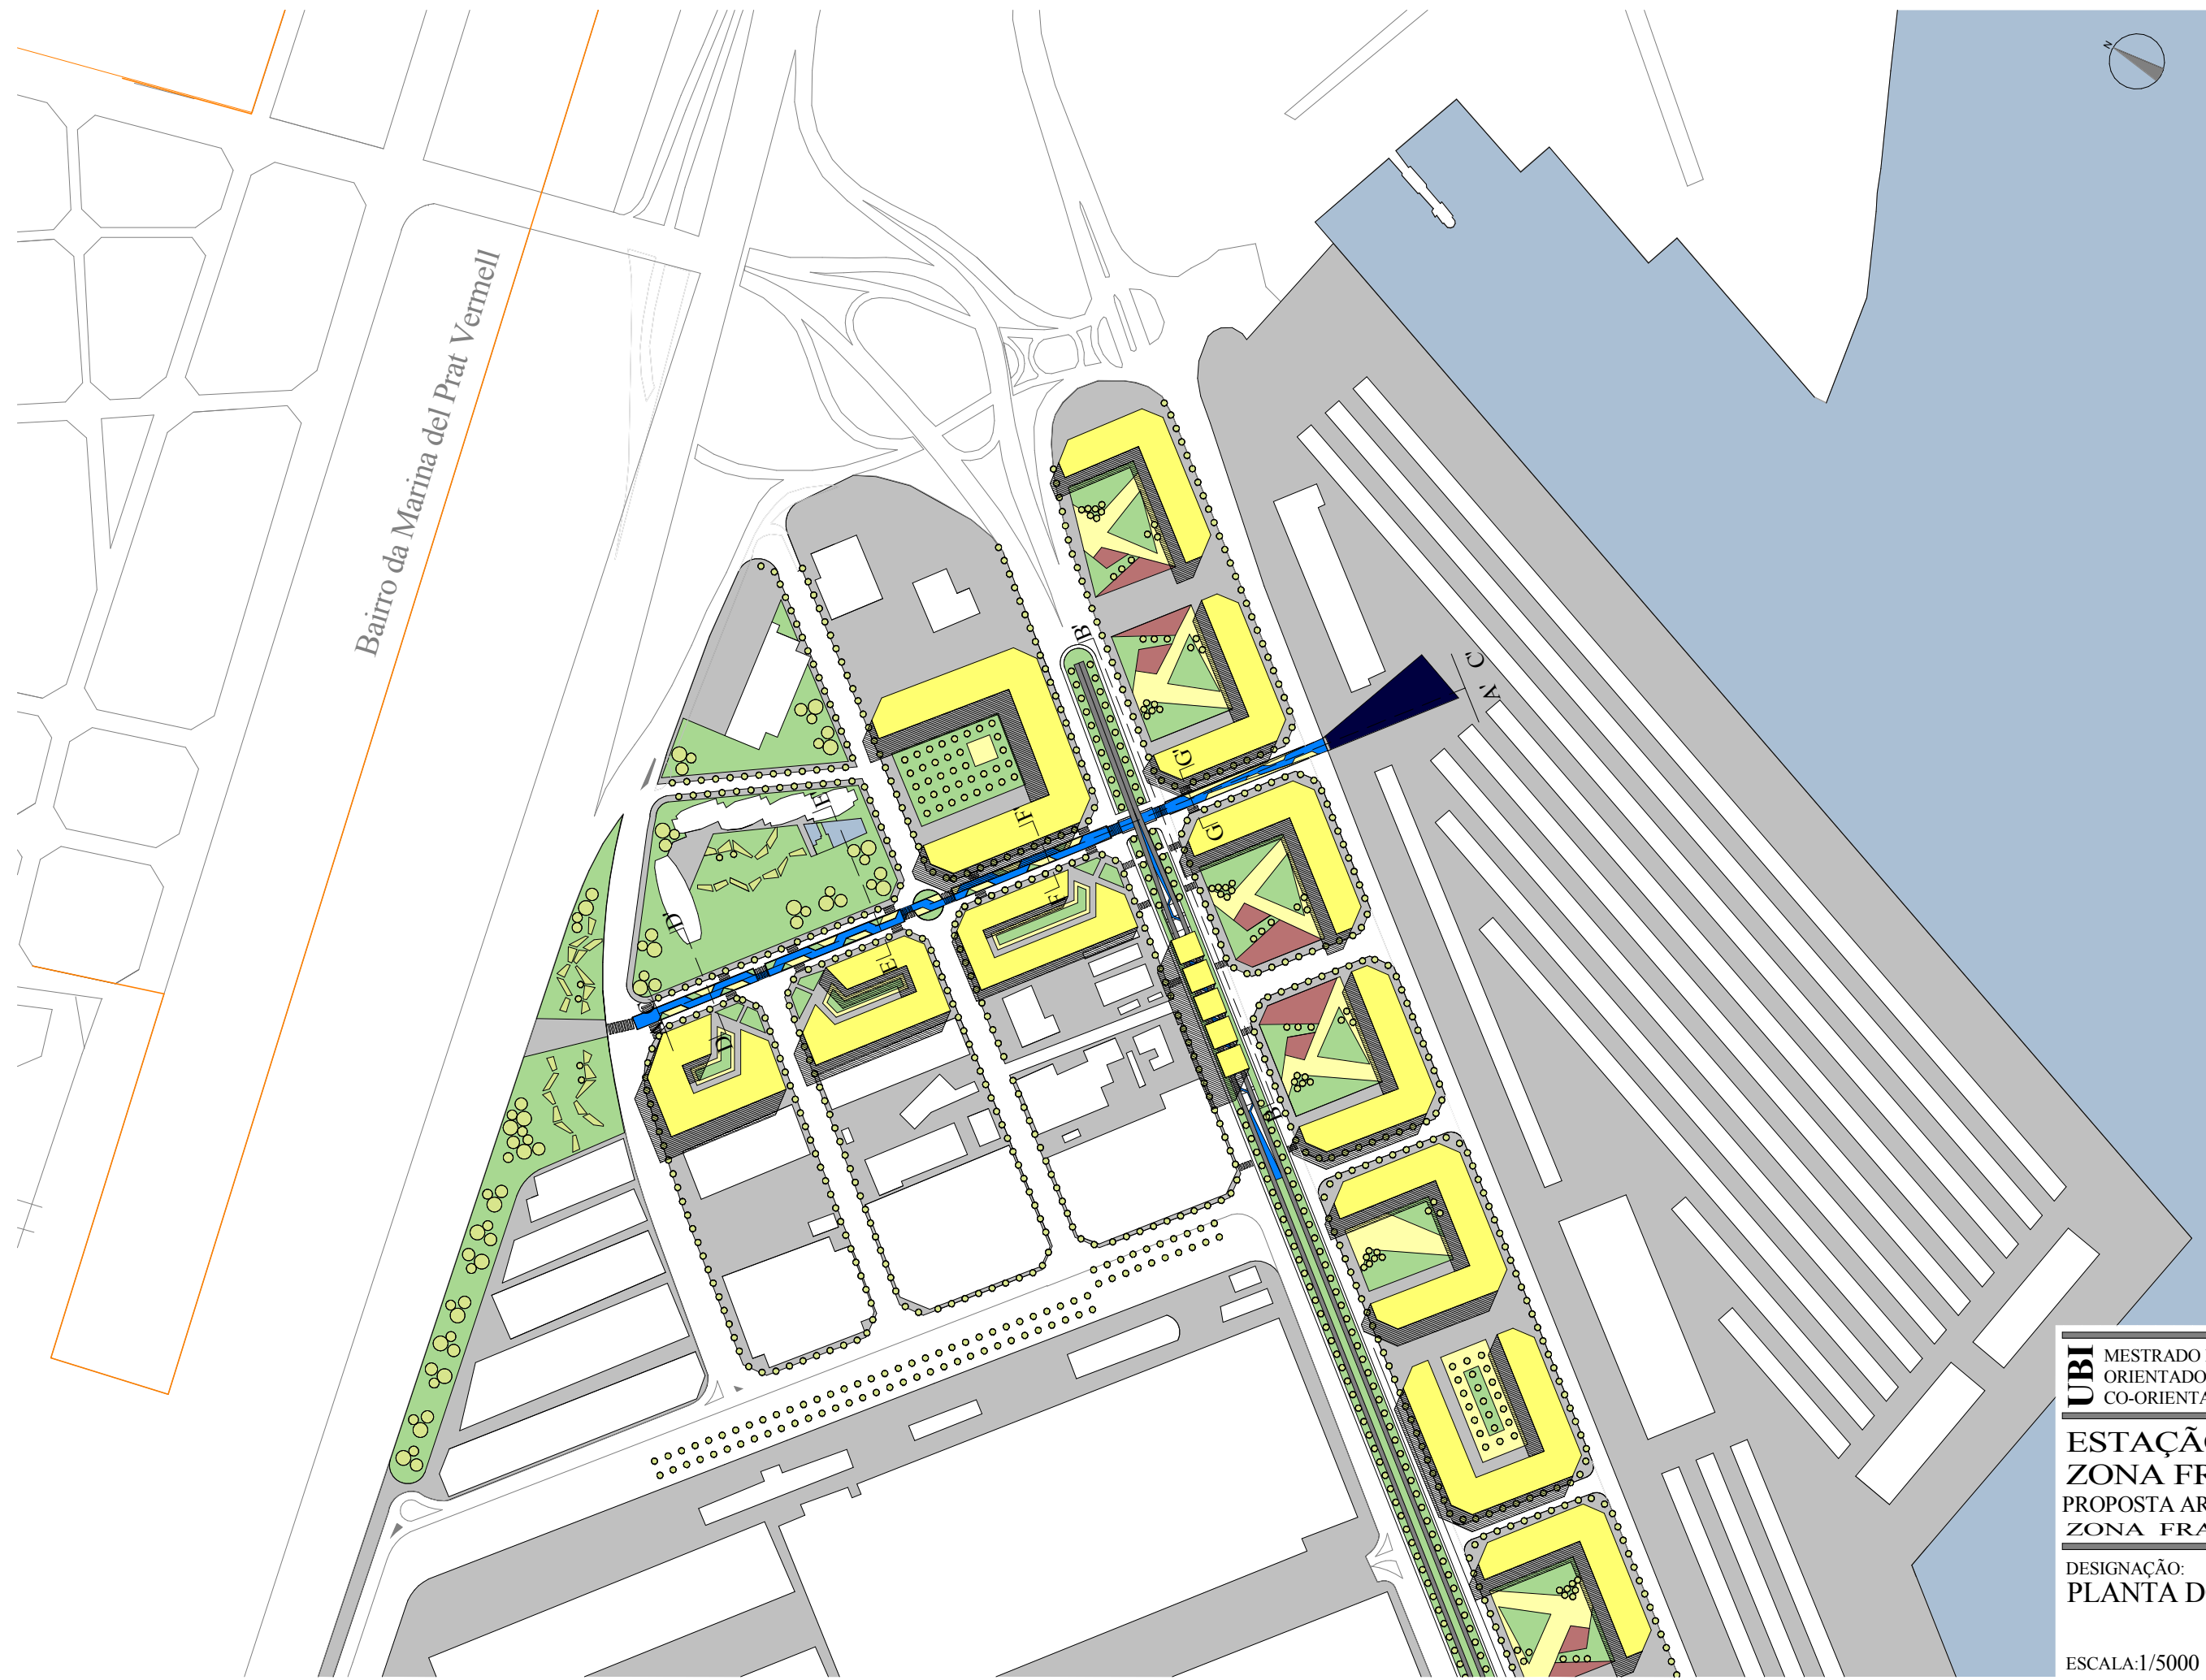 N
Bairro da Marina del Prat Vermell
B'
A' C'
G'
E'
F'
G
D'
F
E
D
B
UBI
MESTRADO
ORIENTADO
CO-ORIENTA
ESTAÇÃ
ZONA FR
PROPOSTA AR
ZONA FRA
DESIGNAÇÃO:
PLANTA D
ESCALA:1/5000